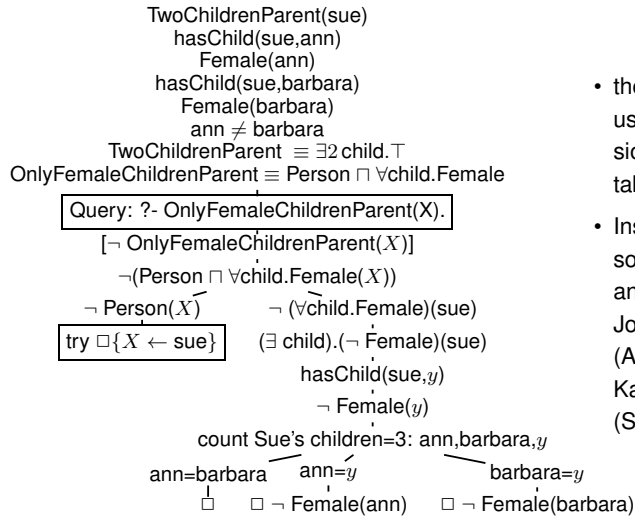 TwoChildrenParent(sue)
hasChild(sue,ann)
Female(ann)
hasChild(sue,barbara)
Female(barbara)
ann ≠ barbara
TwoChildrenParent ≡ ∃2 child.⊤
OnlyFemaleChildrenParent ≡ Person ⊓ ∀child.Female
Query: ?- OnlyFemaleChildrenParent(X).
[¬ OnlyFemaleChildrenParent(X)]
¬(Person ⊓ ∀child.Female(X))
¬ Person(X) ¬ (∀child.Female)(sue)
try □{X ← sue} (∃ child).(¬ Female)(sue)
hasChild(sue,y)
¬ Female(y)
count Sue's children=3: ann,barbara,y
ann=barbara ann=y barbara=y
□ □ ¬ Female(ann) □ ¬ Female(barbara)
• the
us
sid
tal
• Ins
so
an
Jo
(A
Ka
(S